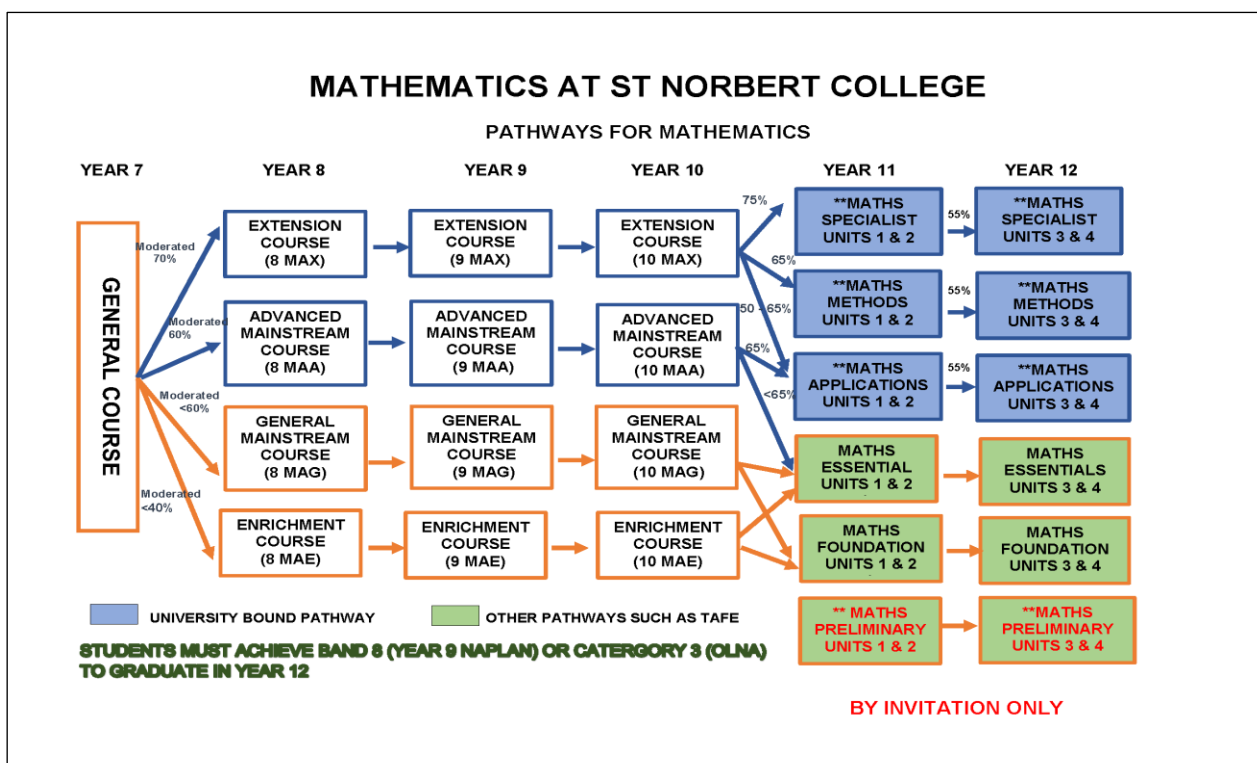 MATHEMATICS AT ST NORBERT COLLEGE
PATHWAYS FOR MATHEMATICS
YEAR 7
YEAR 8
YEAR 9
YEAR 10
YEAR 11
YEAR 12
GENERAL COURSE
Moderated
70%
Moderated
60%
Moderated
<60%
Moderated
<40%
EXTENSION
COURSE
(8 MAX)
EXTENSION
COURSE
(9 MAX)
EXTENSION
COURSE
(10 MAX)
75%
65%
50 - 65%
**MATHS
SPECIALIST
UNITS 1 & 2
55%
**MATHS
SPECIALIST
UNITS 3 & 4
**MATHS
METHODS
UNITS 1 & 2
55%
**MATHS
METHODS
UNITS 3 & 4
ADVANCED
MAINSTREAM
COURSE
(8 MAA)
ADVANCED
MAINSTREAM
COURSE
(9 MAA)
ADVANCED
MAINSTREAM
COURSE
(10 MAA)
65%
<65%
**MATHS
APPLICATIONS
UNITS 1 & 2
55%
**MATHS
APPLICATIONS
UNITS 3 & 4
GENERAL
MAINSTREAM
COURSE
(8 MAG)
GENERAL
MAINSTREAM
COURSE
(9 MAG)
GENERAL
MAINSTREAM
COURSE
(10 MAG)
MATHS
ESSENTIAL
UNITS 1 & 2
MATHS
ESSENTIALS
UNITS 3 & 4
ENRICHMENT
COURSE
(8 MAE)
ENRICHMENT
COURSE
(9 MAE)
ENRICHMENT
COURSE
(10 MAE)
MATHS
FOUNDATION
UNITS 1 & 2
MATHS
FOUNDATION
UNITS 3 & 4
UNIVERSITY BOUND PATHWAY
OTHER PATHWAYS SUCH AS TAFE
** MATHS
PRELIMINARY
UNITS 1 & 2
**MATHS
PRELIMINARY
UNITS 3 & 4
STUDENTS MUST ACHIEVE BAND 8 (YEAR 9 NAPLAN) OR CATERGORY 3 (OLNA)
TO GRADUATE IN YEAR 12
BY INVITATION ONLY